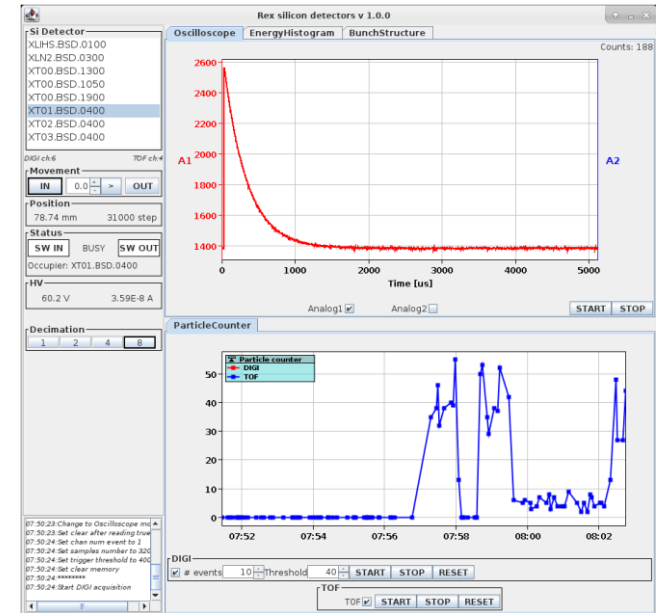 Rex silicon detectors v 1.0.0
Si Detector
XLIHS.BSD.0100
XLN2.BSD.0300
XT00.BSD.1300
XT00.BSD.1050
XT00.BSD.1900
XT01.BSD.0400
XT02.BSD.0400
XT03.BSD.0400
DIGI ch:6 TOF ch:4
Movement
IN 0.0 > OUT
Position
78.74 mm 31000 step
Status
SW IN BUSY SW OUT
Occupier: XT01.BSD.0400
HV
60.2 V 3.59E-8 A
Decimation
1 2 4 8
07:50:23:Change to Oscilloscope mo
07:50:23:Set clear after reading true
07:50:24:Set chan num event to 1
07:50:24:Set samples number to 320
07:50:24:Set trigger threshold to 400
07:50:24:Set clear memory
07:50:24:*******
07:50:24:Start DIGI acquisition
Oscilloscope EnergyHistogram BunchStructure
Counts: 188
2600
2400
2200
A1 2000 A2
1800
1600
1400
0 1000 2000 3000 4000 5000
Time [us]
Analog1 Analog2 START STOP
ParticleCounter
Particle counter
DIGI
TOF
50
40
30
20
10
0
07:52 07:54 07:56 07:58 08:00 08:02
DIGI
# events 10 Threshold 40 START STOP RESET
TOF
TOF START STOP RESET